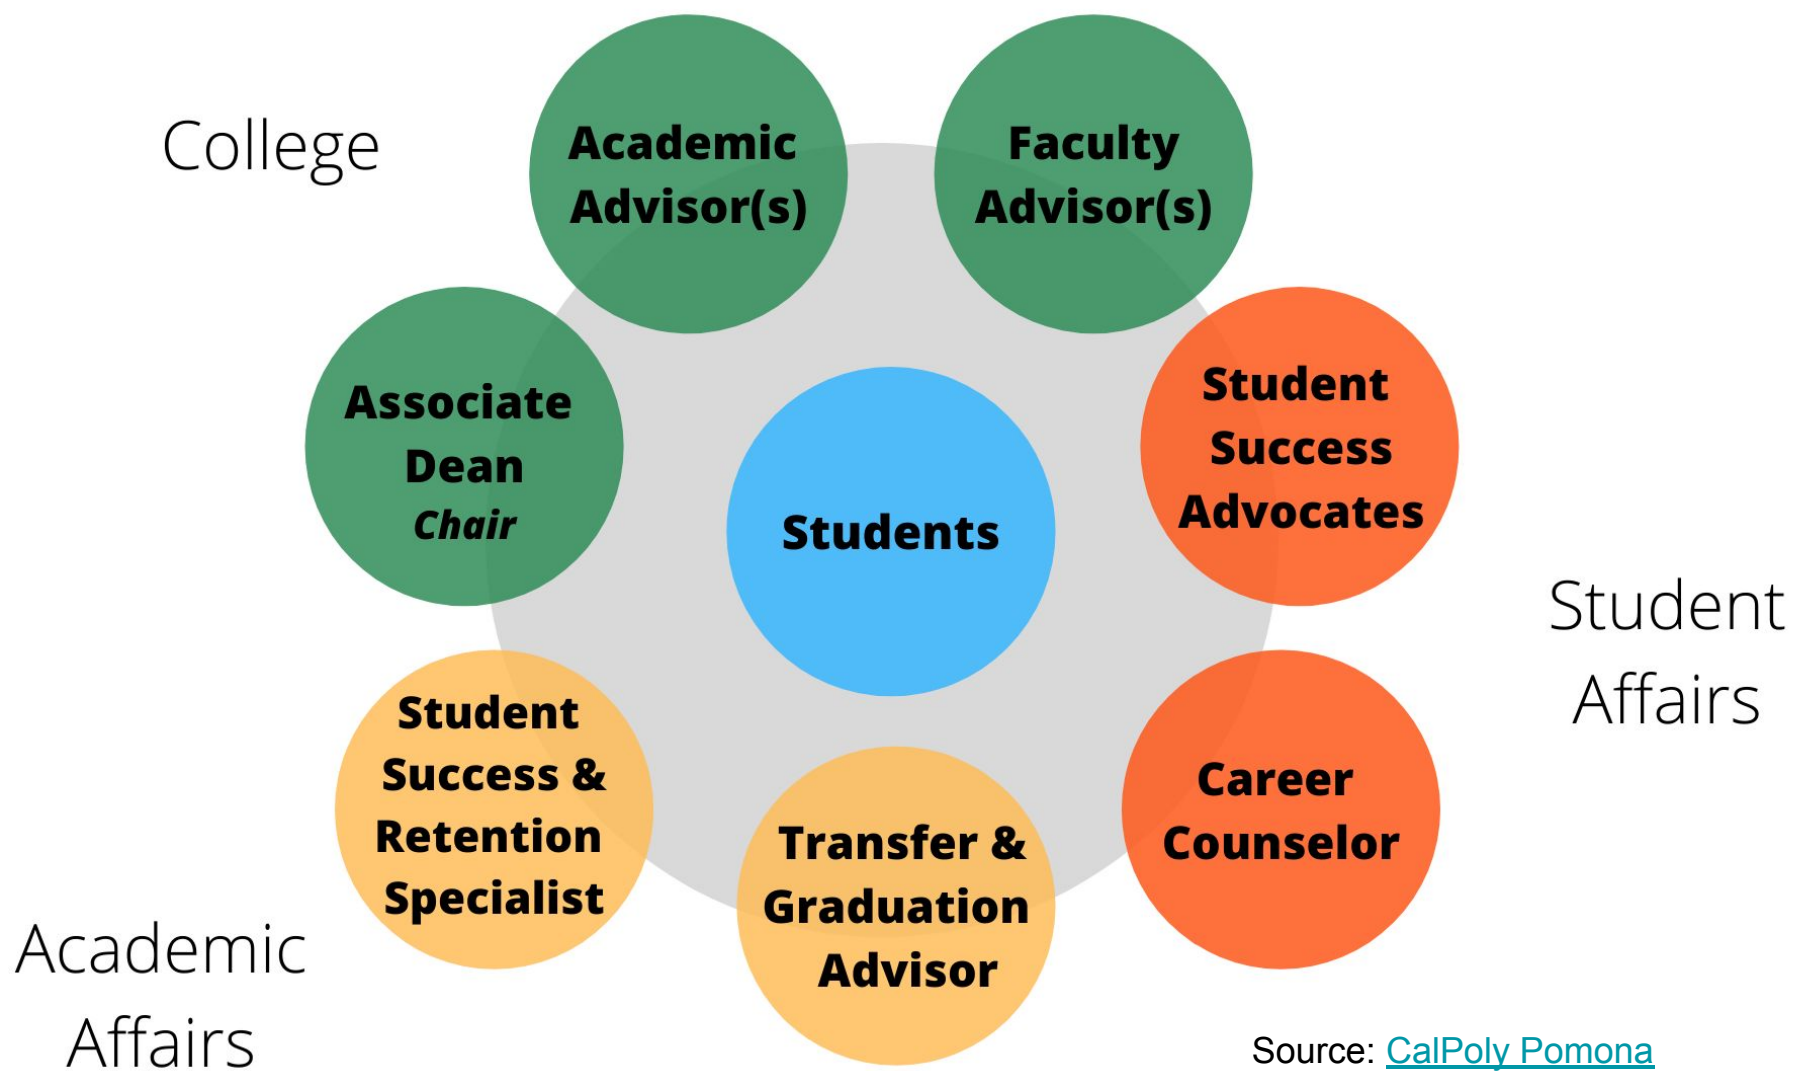 College
Academic
Advisor(s)
Faculty
Advisor(s)
Associate
Dean
Chair
Students
Student
Success
Advocates
Student
Affairs
Student
Success &
Retention
Specialist
Transfer &
Graduation
Advisor
Career
Counselor
Academic
Affairs
Source: CalPoly Pomona